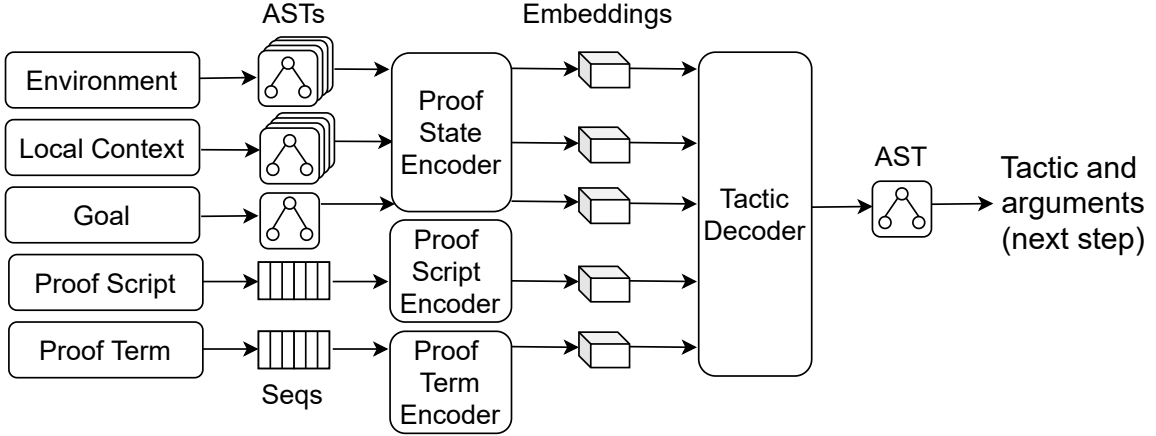 ASTs
Embeddings
Environment
Local Context
Goal
Proof Script
Proof Term
Seqs
Proof
State
Encoder
Proof
Script
Encoder
Proof
Term
Encoder
Tactic
Decoder
AST
Tactic and
arguments
(next step)